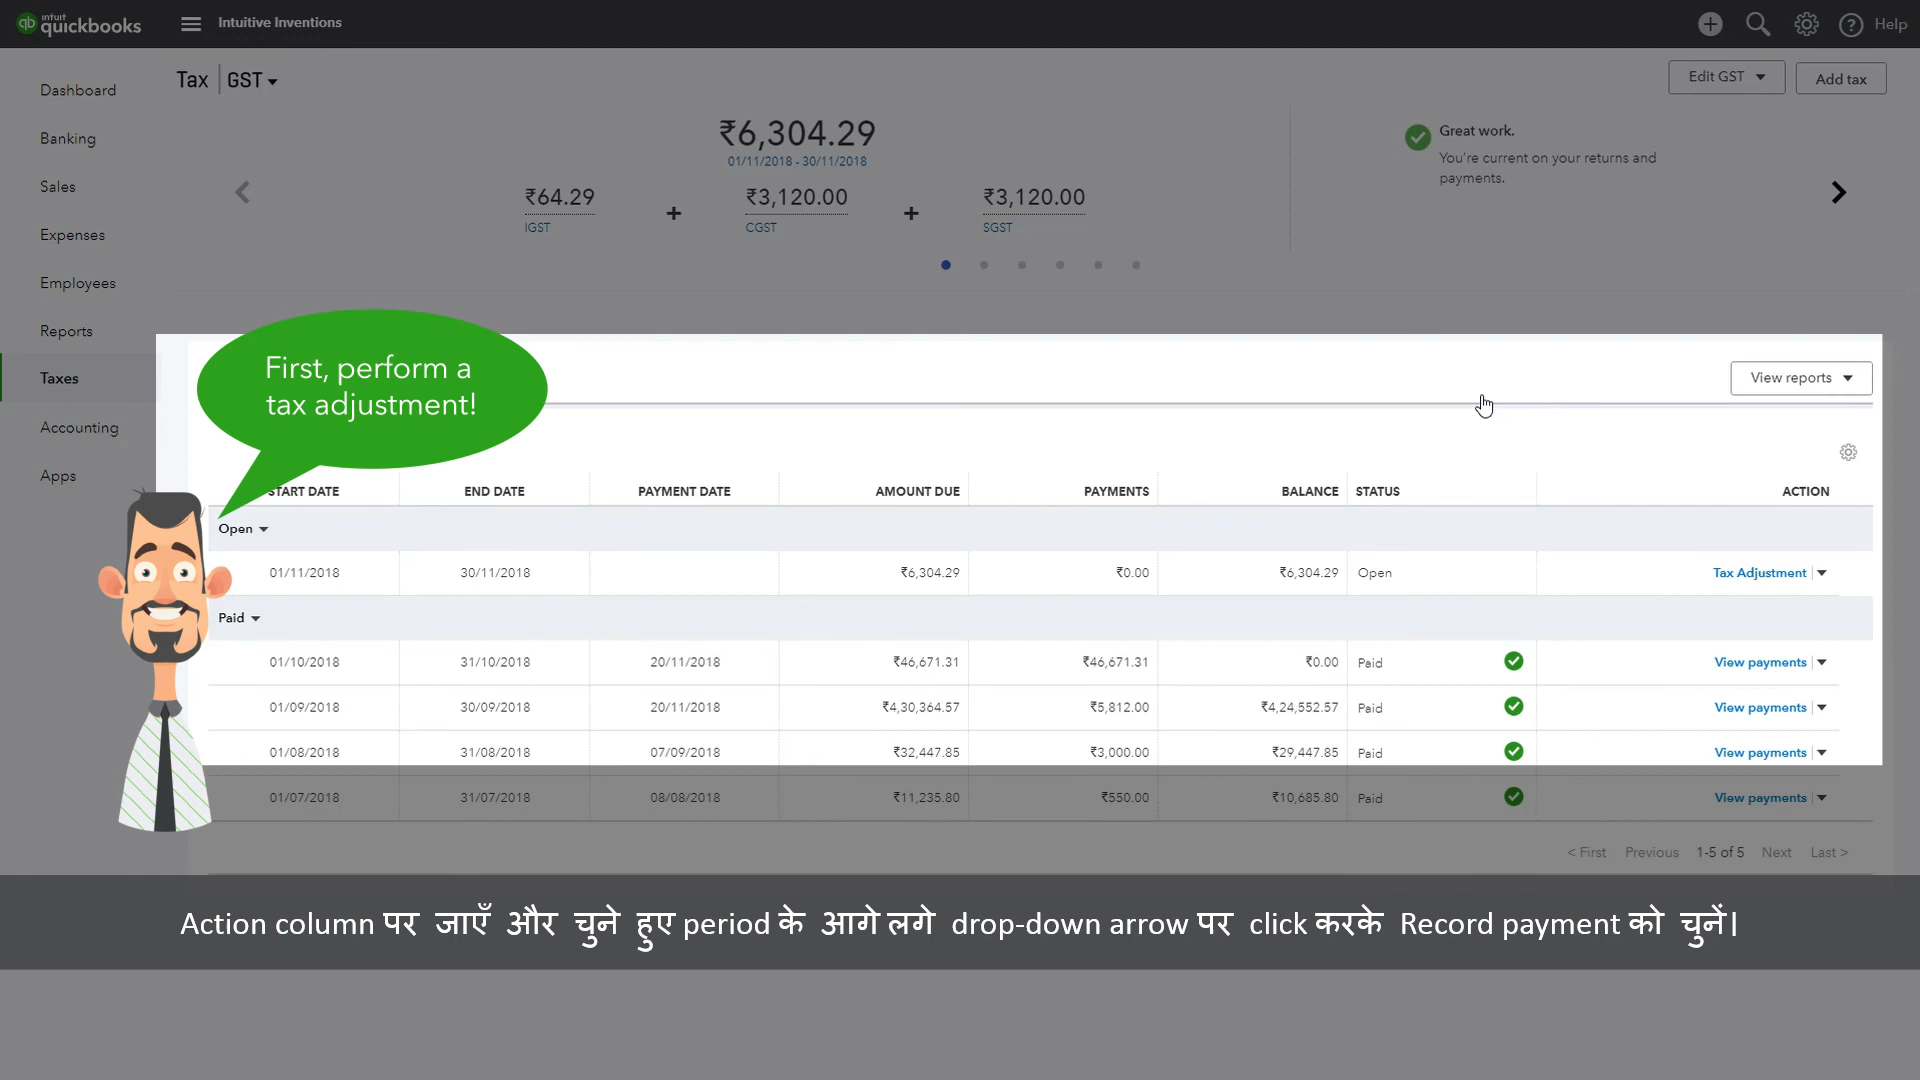 intuit
quickbooks
Intuitive Inventions
Help
Dashboard
Banking
Sales
Expenses
Employees
Reports
Taxes
Accounting
Apps
Tax GST
Edit GST
Add tax
₹6,304.29
01/11/2018 - 30/11/2018
₹64.29 + ₹3,120.00 + ₹3,120.00
IGST CGST SGST
Great work.
You're current on your returns and
payments.
First, perform a
tax adjustment!
View reports
START DATE END DATE PAYMENT DATE AMOUNT DUE PAYMENTS BALANCE STATUS ACTION
Open
01/11/2018 30/11/2018 ₹6,304.29 ₹0.00 ₹6,304.29 Open Tax Adjustment
Paid
01/10/2018 31/10/2018 20/11/2018 ₹46,671.31 ₹46,671.31 ₹0.00 Paid View payments
01/09/2018 30/09/2018 20/11/2018 ₹4,30,364.57 ₹5,812.00 ₹4,24,552.57 Paid View payments
01/08/2018 31/08/2018 07/09/2018 ₹32,447.85 ₹3,000.00 ₹29,447.85 Paid View payments
01/07/2018 31/07/2018 08/08/2018 ₹11,235.80 ₹550.00 ₹10,685.80 Paid View payments
< First Previous 1-5 of 5 Next Last >
Action column पर जाएँ और चुने हुए period के आगे लगे drop-down arrow पर click करके Record payment को चुनें|